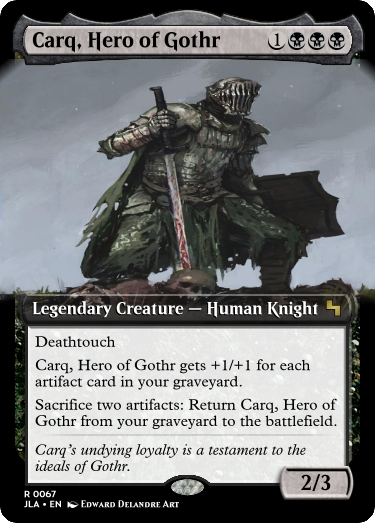 Carq, Hero of Gothr 1
Legendary Creature — Human Knight
Deathtouch
Carq, Hero of Gothr gets +1/+1 for each
artifact card in your graveyard.
Sacrifice two artifacts: Return Carq, Hero of
Gothr from your graveyard to the battlefield.
Carq's undying loyalty is a testament to the
ideals of Gothr.
2/3
R 0067
JLA • EN Edward Delandre Art